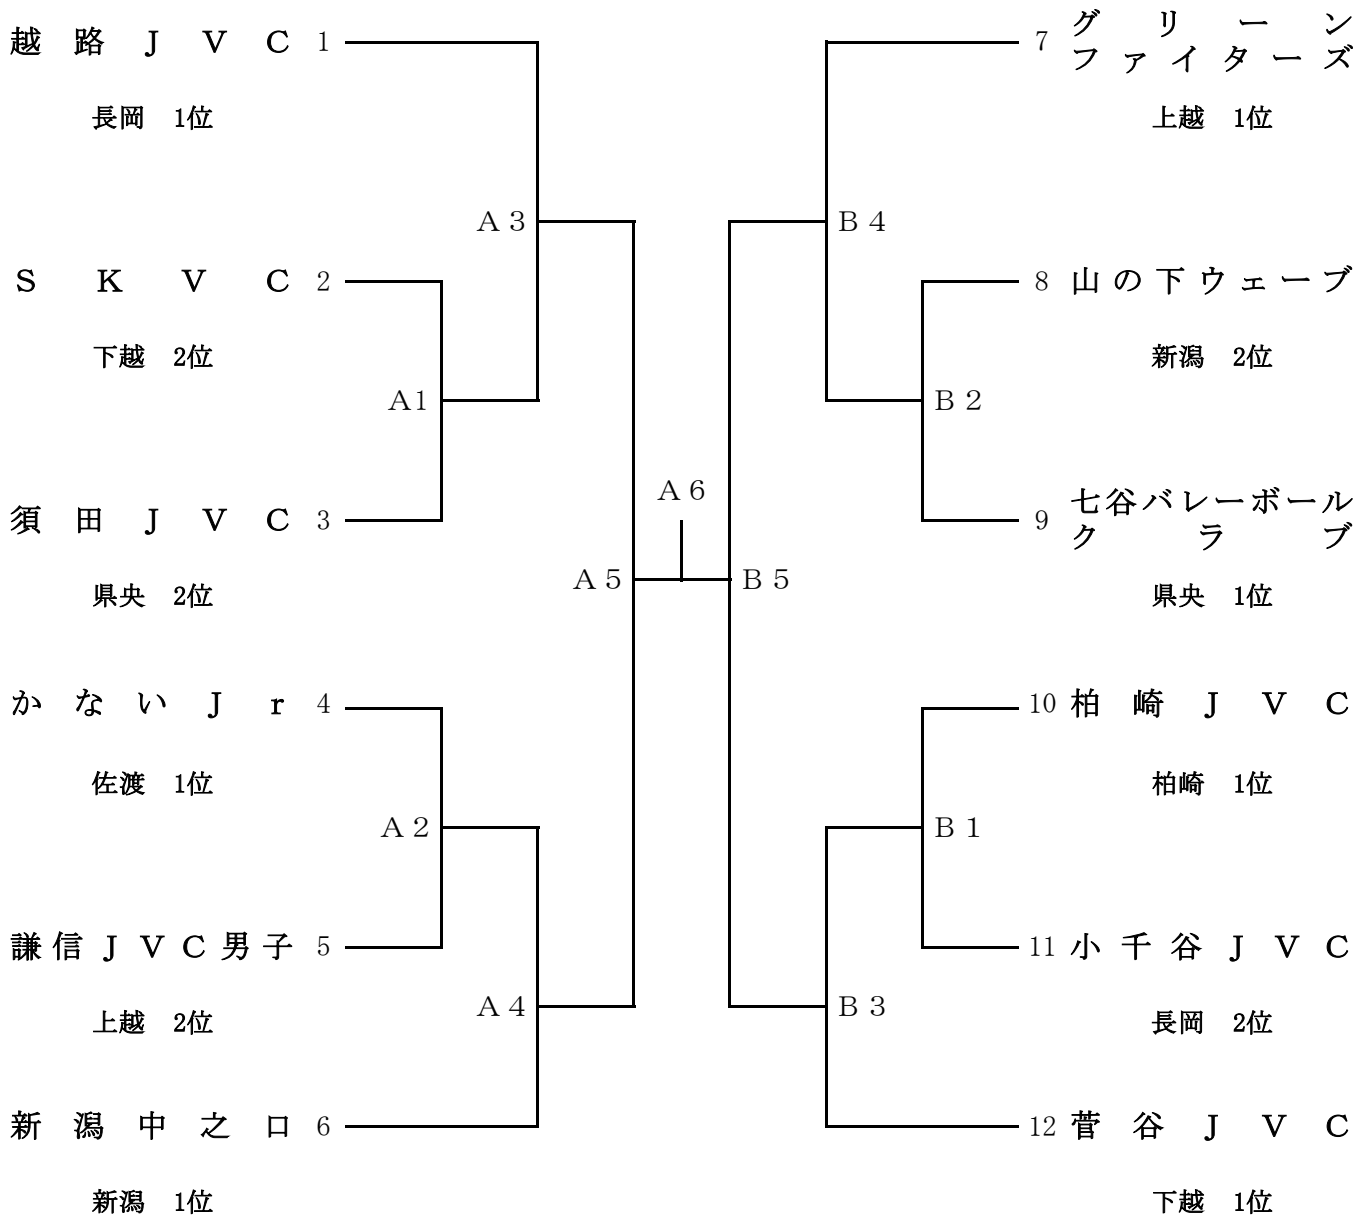 越路ＪＶＣ 1
長岡　1位
ＳＫＶＣ 2
下越　2位
須田ＪＶＣ 3
県央　2位
かないＪｒ 4
佐渡　1位
謙信ＪＶＣ男子 5
上越　2位
新潟中之口 6
新潟　1位
Ａ３
Ａ1
Ａ２
Ａ４
Ａ５
Ａ６
Ｂ５
Ｂ４
Ｂ２
Ｂ１
Ｂ３
7 グリーン
ファイターズ
上越　1位
8 山の下ウェーブ
新潟　2位
9 七谷バレーボール
クラブ
県央　1位
10 柏崎ＪＶＣ
柏崎　1位
11 小千谷ＪＶＣ
長岡　2位
12 菅谷ＪＶＣ
下越　1位